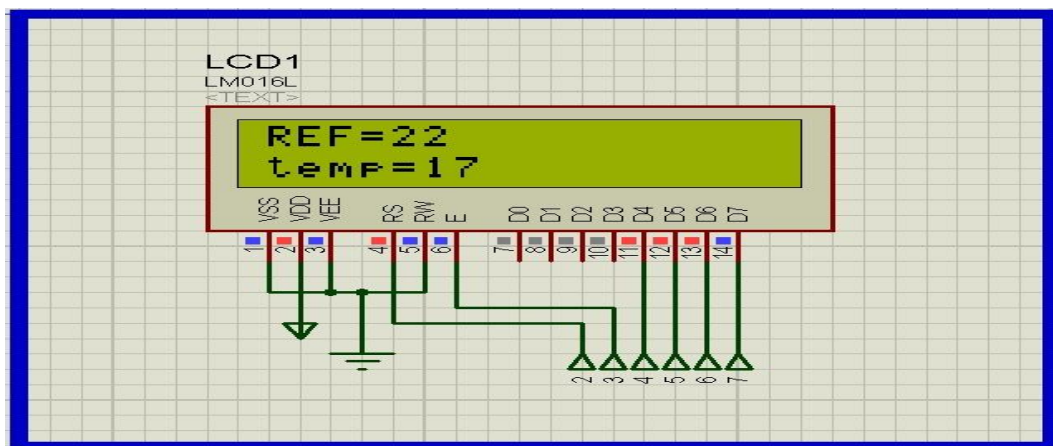 LCD1
LM016L
<TEXT>
REF=22
temp=17
VSS VDD VEE RS RW E D0 D1 D2 D3 D4 D5 D6 D7
1 2 3 4 5 6 7 8 9 10 11 12 13 14
2 3 4 5 6 7